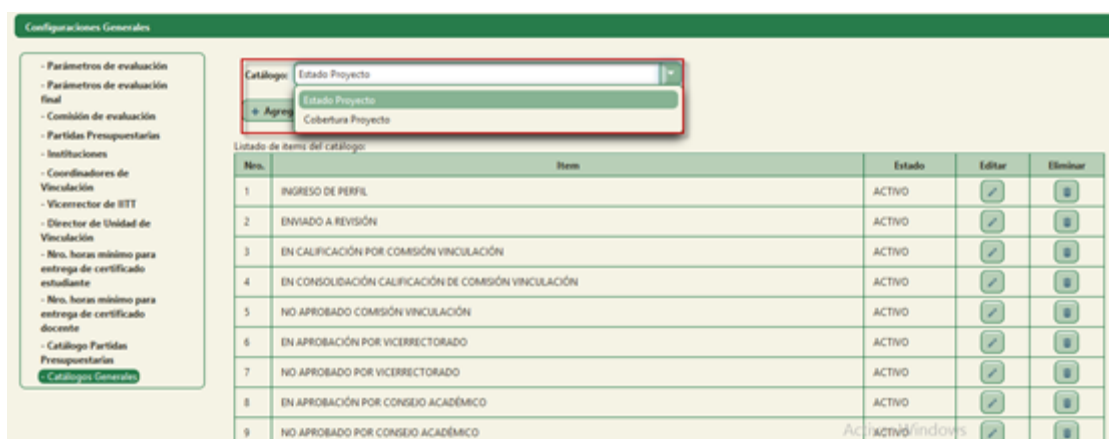 Configuraciones Generales
- Parámetros de evaluación
- Parámetros de evaluación
final
- Comisión de evaluación
- Partidas Presupuestarias
- Instituciones
- Coordinadores de
Vinculación
- Vicerrector de IITT
- Director de Unidad de
Vinculación
- Nro. horas mínimo para
entrega de certificado
estudiante
- Nro. horas mínimo para
entrega de certificado
docente
- Catálogo Partidas
Presupuestarias
- Catálogos Generales
Catálogo: Estado Proyecto
Estado Proyecto
Cobertura Proyecto
+ Agreg
Listado de items del catálogo:
Nro. Item Estado Editar Eliminar
1 INGRESO DE PERFIL ACTIVO
2 ENVIADO A REVISIÓN ACTIVO
3 EN CALIFICACIÓN POR COMISIÓN VINCULACIÓN ACTIVO
4 EN CONSOLIDACIÓN CALIFICACIÓN DE COMISIÓN VINCULACIÓN ACTIVO
5 NO APROBADO COMISIÓN VINCULACIÓN ACTIVO
6 EN APROBACIÓN POR VICERRECTORADO ACTIVO
7 NO APROBADO POR VICERRECTORADO ACTIVO
8 EN APROBACIÓN POR CONSEJO ACADÉMICO ACTIVO
9 NO APROBADO POR CONSEJO ACADÉMICO ACTIVO
Windows